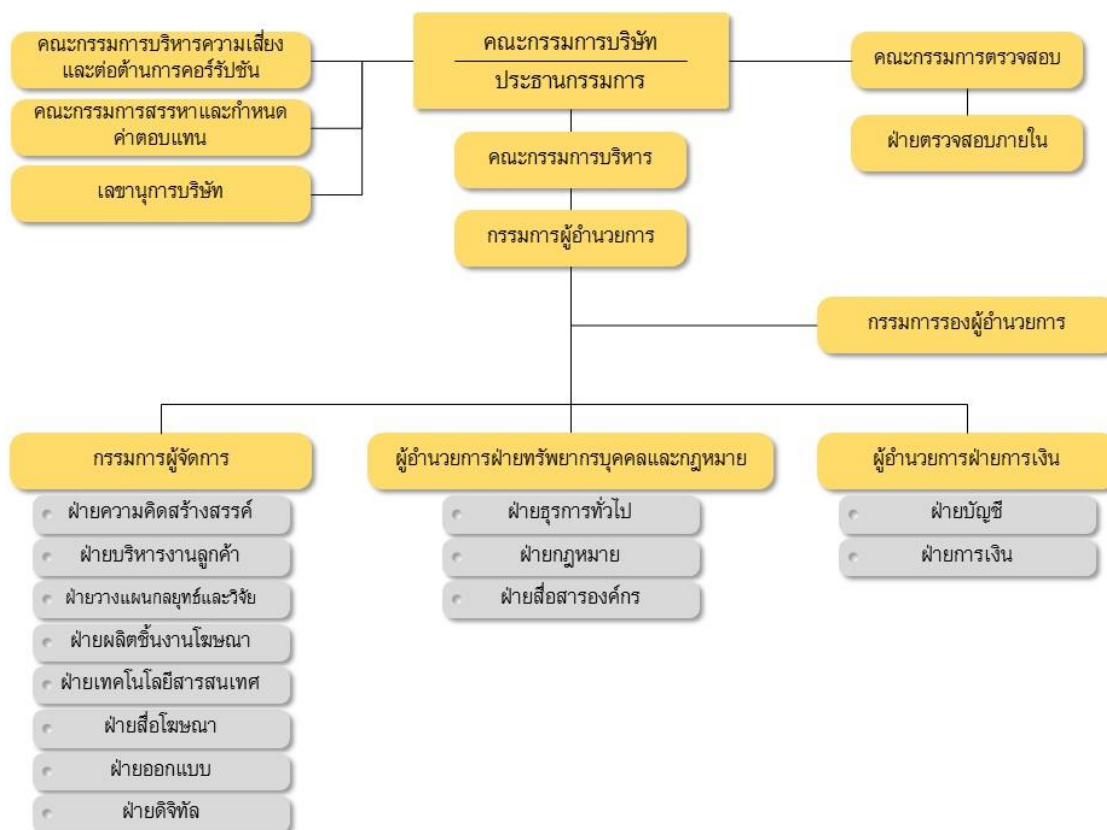 คณะกรรมการบริหารความเสี่ยง
และต่อต้านการคอร์รัปชัน
คณะกรรมการสรรหาและกำหนด
ค่าตอบแทน
เลขานุการบริษัท
คณะกรรมการบริษัท
ประธานกรรมการ
คณะกรรมการบริหาร
กรรมการผู้อำนวยการ
คณะกรรมการตรวจสอบ
ฝ่ายตรวจสอบภายใน
กรรมการรองผู้อำนวยการ
กรรมการผู้จัดการ
ฝ่ายความคิดสร้างสรรค์
ฝ่ายบริหารงานลูกค้า
ฝ่ายวางแผนกลยุทธ์และวิจัย
ฝ่ายผลิตชิ้นงานโฆษณา
ฝ่ายเทคโนโลยีสารสนเทศ
ฝ่ายสื่อโฆษณา
ฝ่ายออกแบบ
ฝ่ายดิจิทัล
ผู้อำนวยการฝ่ายทรัพยากรบุคคลและกฎหมาย
ฝ่ายธุรการทั่วไป
ฝ่ายกฎหมาย
ฝ่ายสื่อสารองค์กร
ผู้อำนวยการฝ่ายการเงิน
ฝ่ายบัญชี
ฝ่ายการเงิน